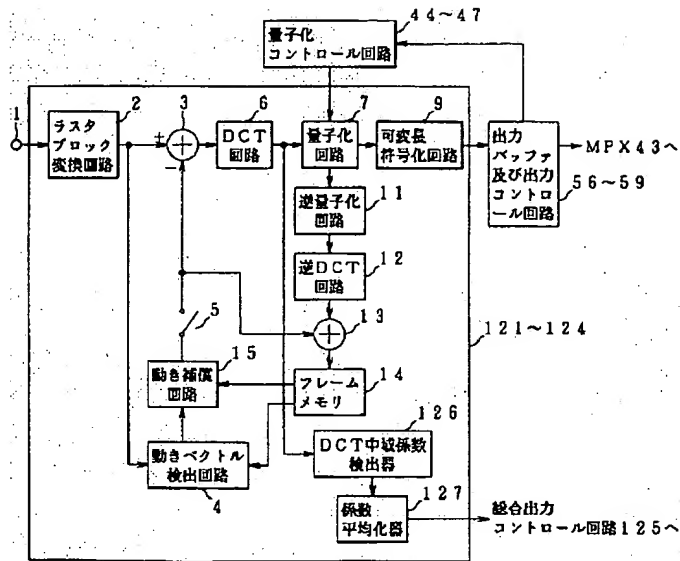 44~47
量子化
コントロール回路
1
2
ラスタ
ブロック
変換回路
+
3
-
6
DCT
回路
7
量子化
回路
9
可変長
符号化回路
出力
バッファ
及び出力
コントロ
ール回路
MPX43へ
56~59
11
逆量子化
回路
12
逆DCT
回路
13
5
121~124
15
動き補償
回路
14
フレーム
メモリ
動きベクトル
検出回路
4
126
DCT中域係数
検出器
127
係数
平均化器
総合出力
コントロール回路125へ